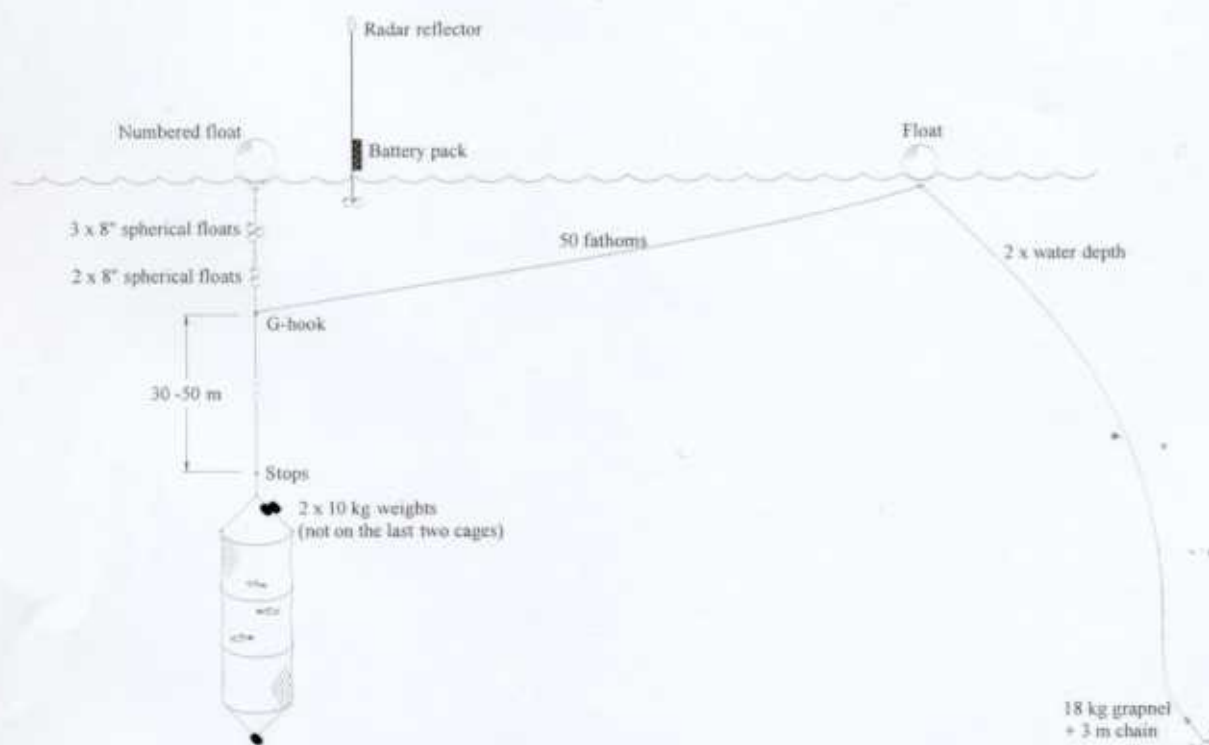 Radar reflector
Numbered float
Battery pack
Float
3 x 8" spherical floats
50 fathoms
2 x water depth
2 x 8" spherical floats
G-hook
30 -50 m
Stops
2 x 10 kg weights
(not on the last two cages)
18 kg grapnel
+ 3 m chain